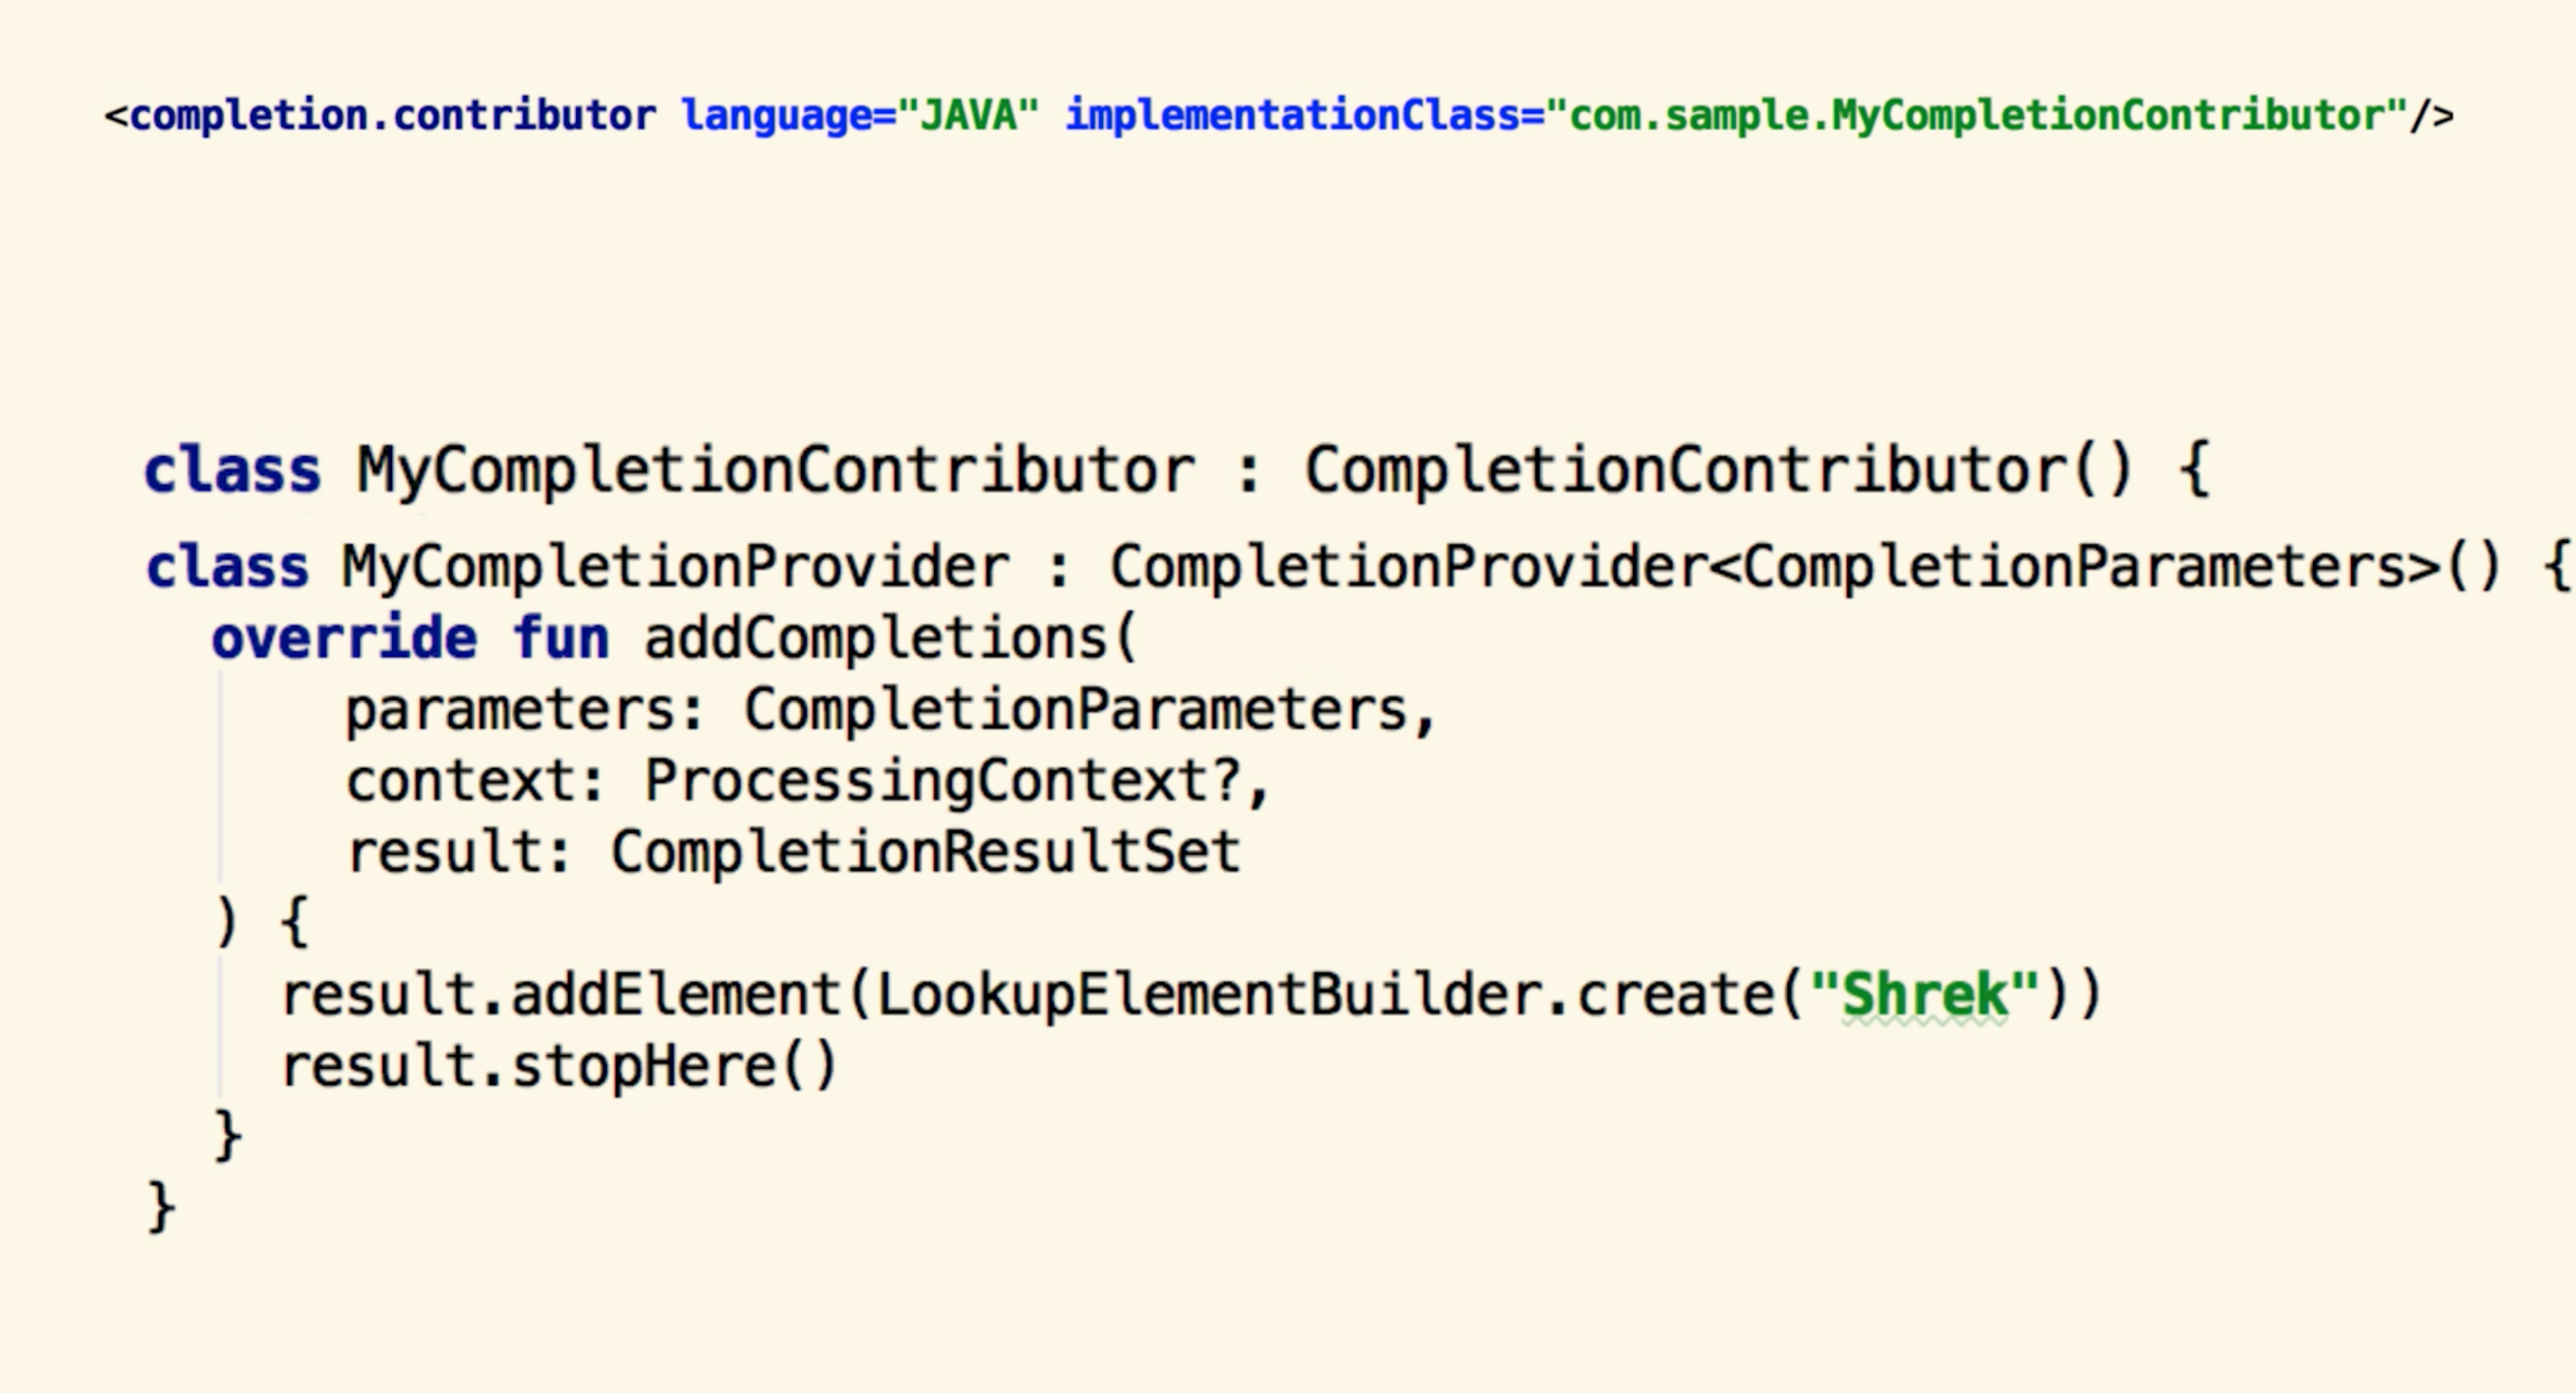 <completion.contributor language="JAVA" implementationClass="com.sample.MyCompletionContributor"/>
class MyCompletionContributor : CompletionContributor() {
class MyCompletionProvider : CompletionProvider<CompletionParameters>() {
override fun addCompletions(
parameters: CompletionParameters,
context: ProcessingContext?,
result: CompletionResultSet
) {
result.addElement(LookupElementBuilder.create("Shrek"))
result.stopHere()
}
}